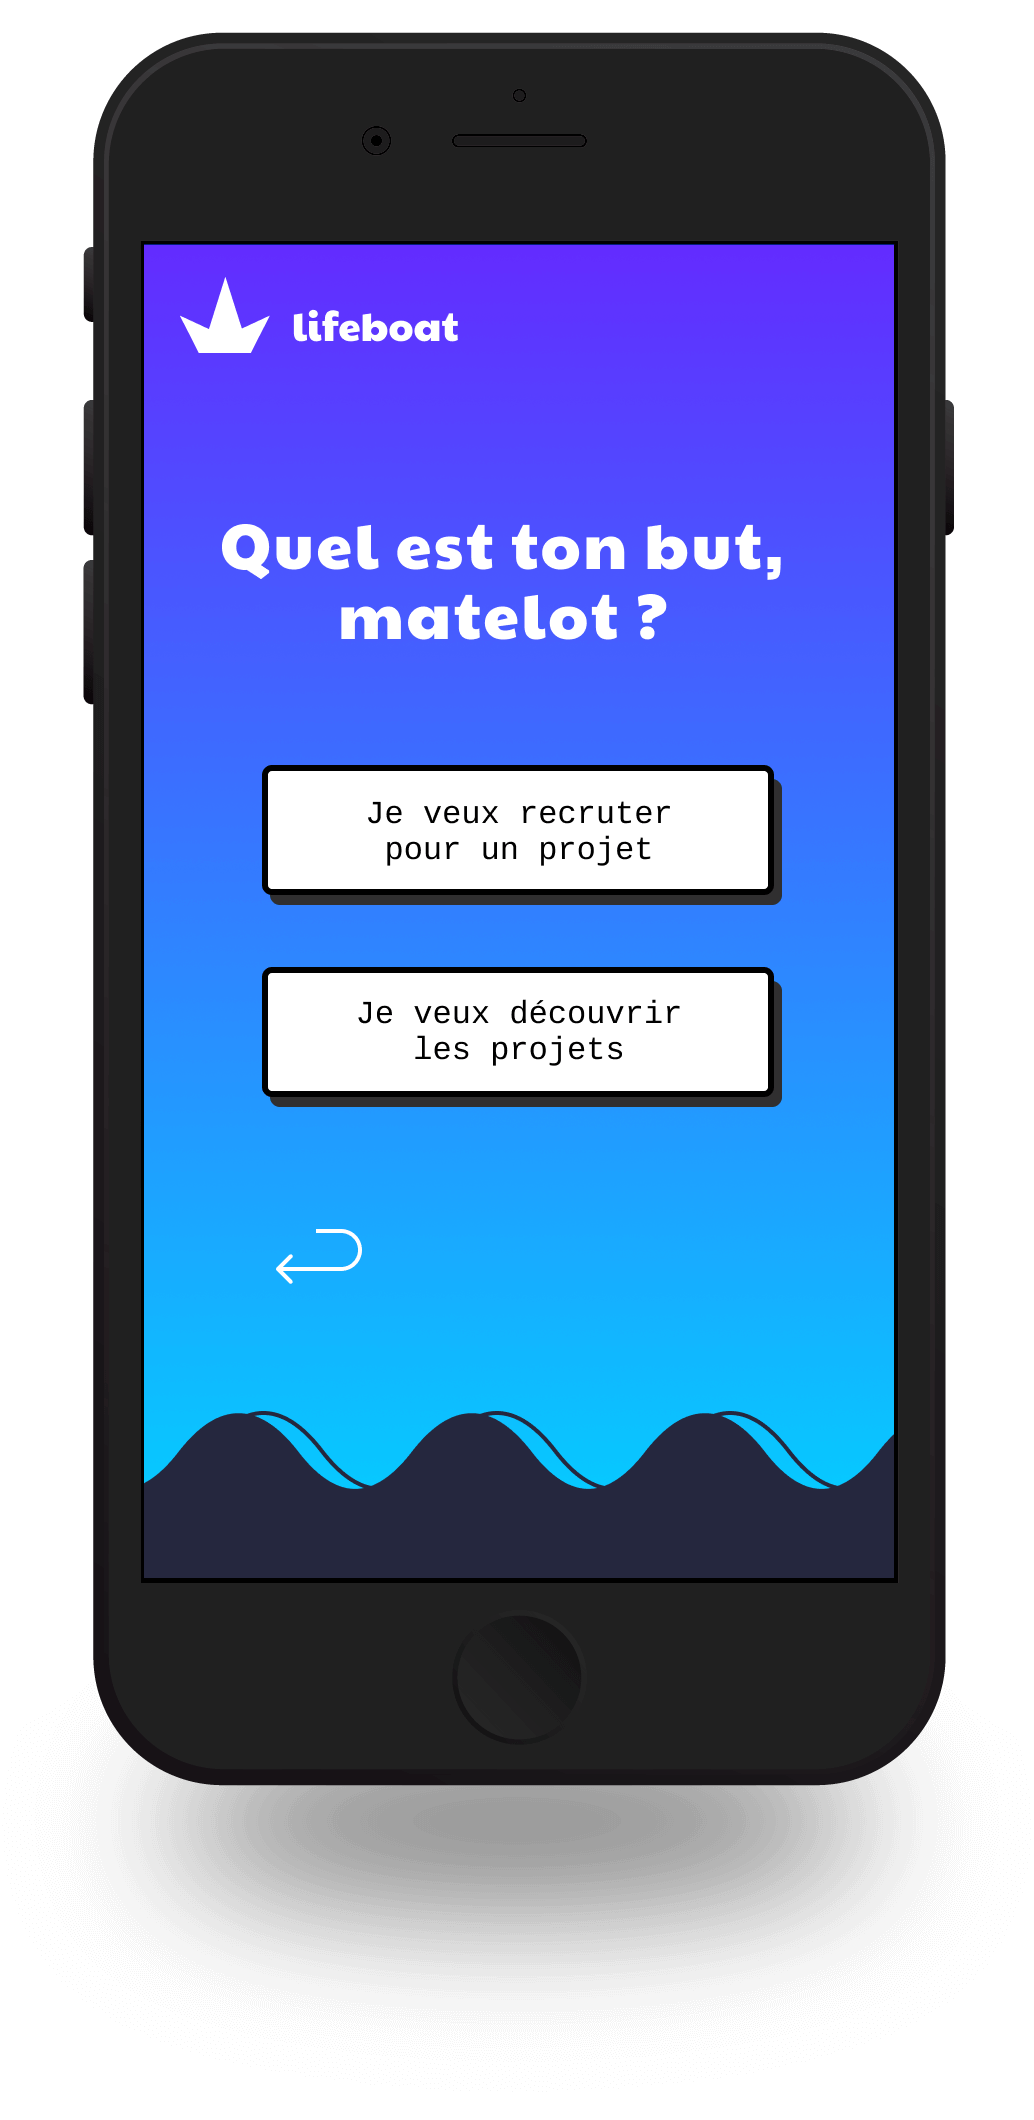 lifeboat
Quel est ton but,
matelot ?
Je veux recruter
pour un projet
Je veux découvrir
les projets